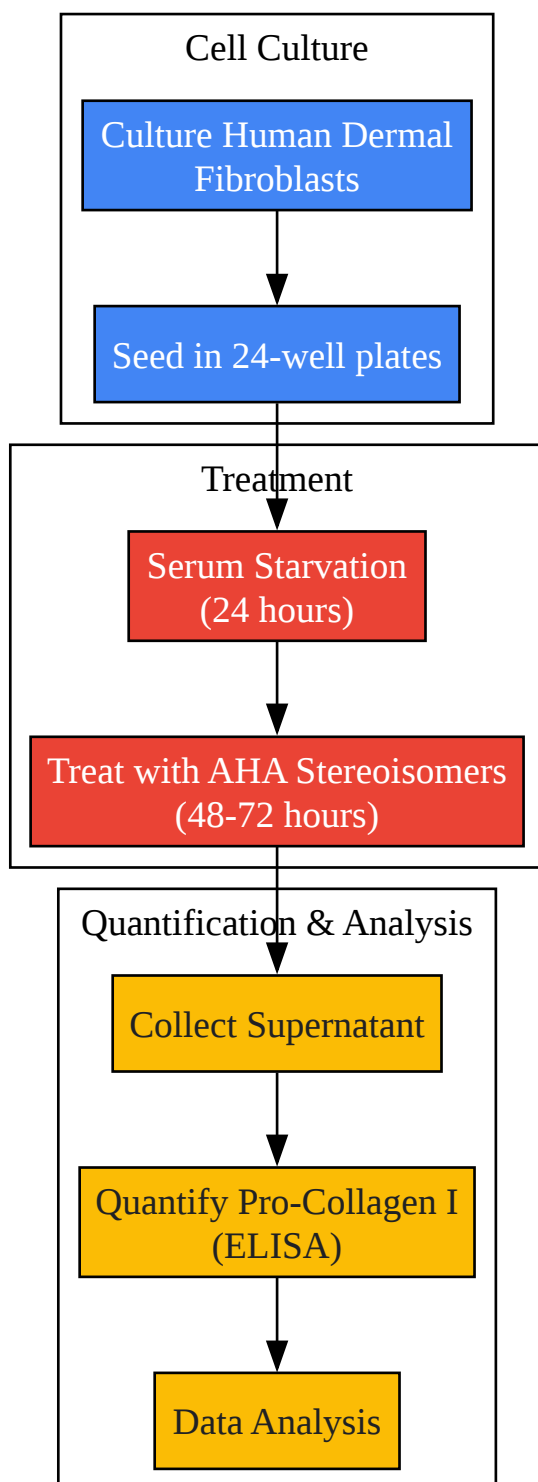 Cell Culture
Culture Human Dermal
Fibroblasts
Seed in 24-well plates
Treatment
Serum Starvation
(24 hours)
Treat with AHA Stereoisomers
(48-72 hours)
Quantification & Analysis
Collect Supernatant
Quantify Pro-Collagen I
(ELISA)
Data Analysis